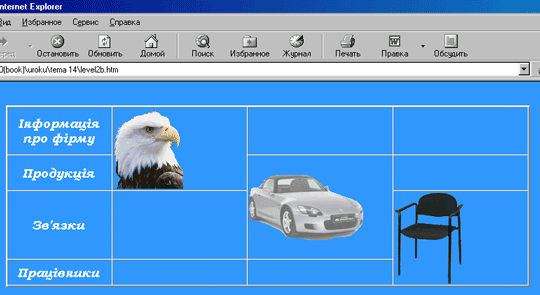 Internet Explorer
Вид Избранное Сервис Справка
Остановить Обновить Домой Поиск Избранное Журнал Печать Правка Обсудить
(book)\uroku\tema 14\level2b.htm
Інформація
про фірму
Продукція
Зв'язки
Працівники